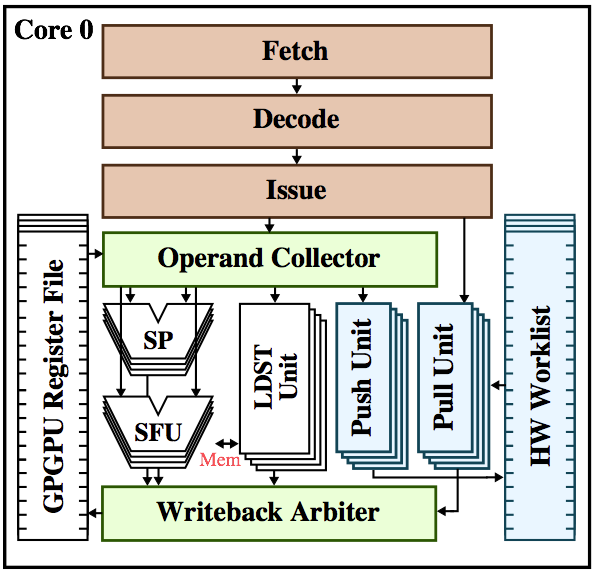 Core 0
Fetch
Decode
Issue
Operand Collector
GPGPU Register File
SP
SFU
LDST
Unit
Mem
Push Unit
Pull Unit
HW Worklist
Writeback Arbiter